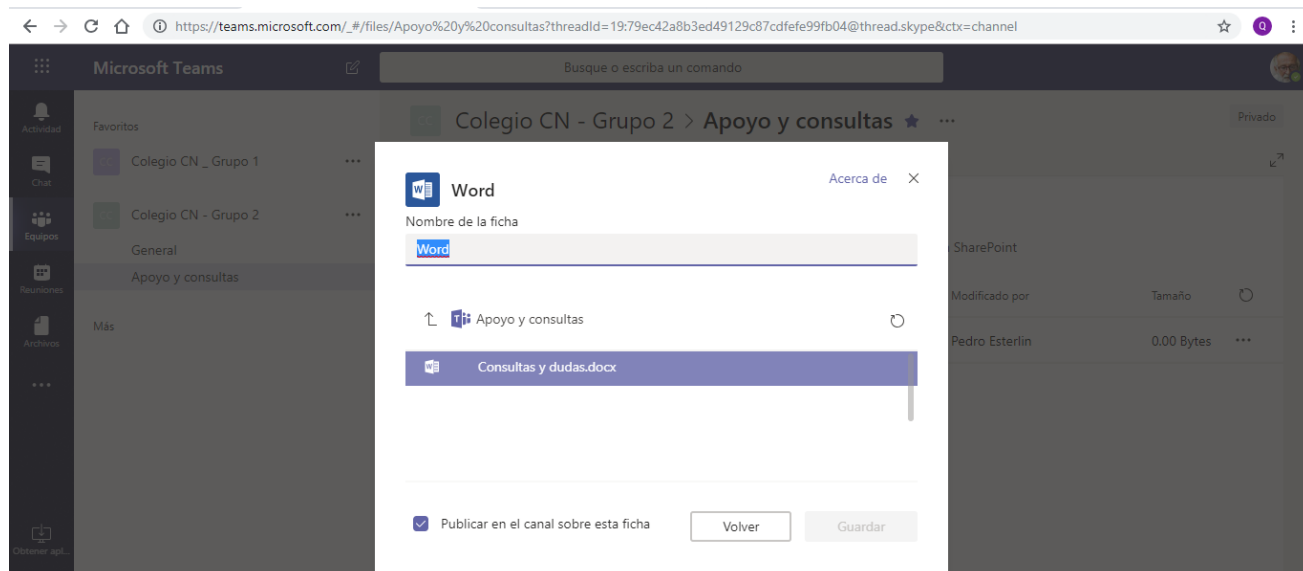 https://teams.microsoft.com/_#/files/Apoyo%20y%20consultas?threadId=19:79ec42a8b3ed49129c87cdfefe99fb04@thread.skype&ctx=channel
Q
Microsoft Teams
Busque o escriba un comando
Actividad
Chat
Equipos
Reuniones
Archivos
Obtener apl...
Favoritos
Colegio CN _ Grupo 1
Colegio CN - Grupo 2
General
Apoyo y consultas
Más
Colegio CN - Grupo 2 > Apoyo y consultas
Privado
Word
Acerca de
Nombre de la ficha
Word
Apoyo y consultas
Consultas y dudas.docx
Publicar en el canal sobre esta ficha
Volver
Guardar
SharePoint
Modificado por
Tamaño
Pedro Esterlin
0.00 Bytes